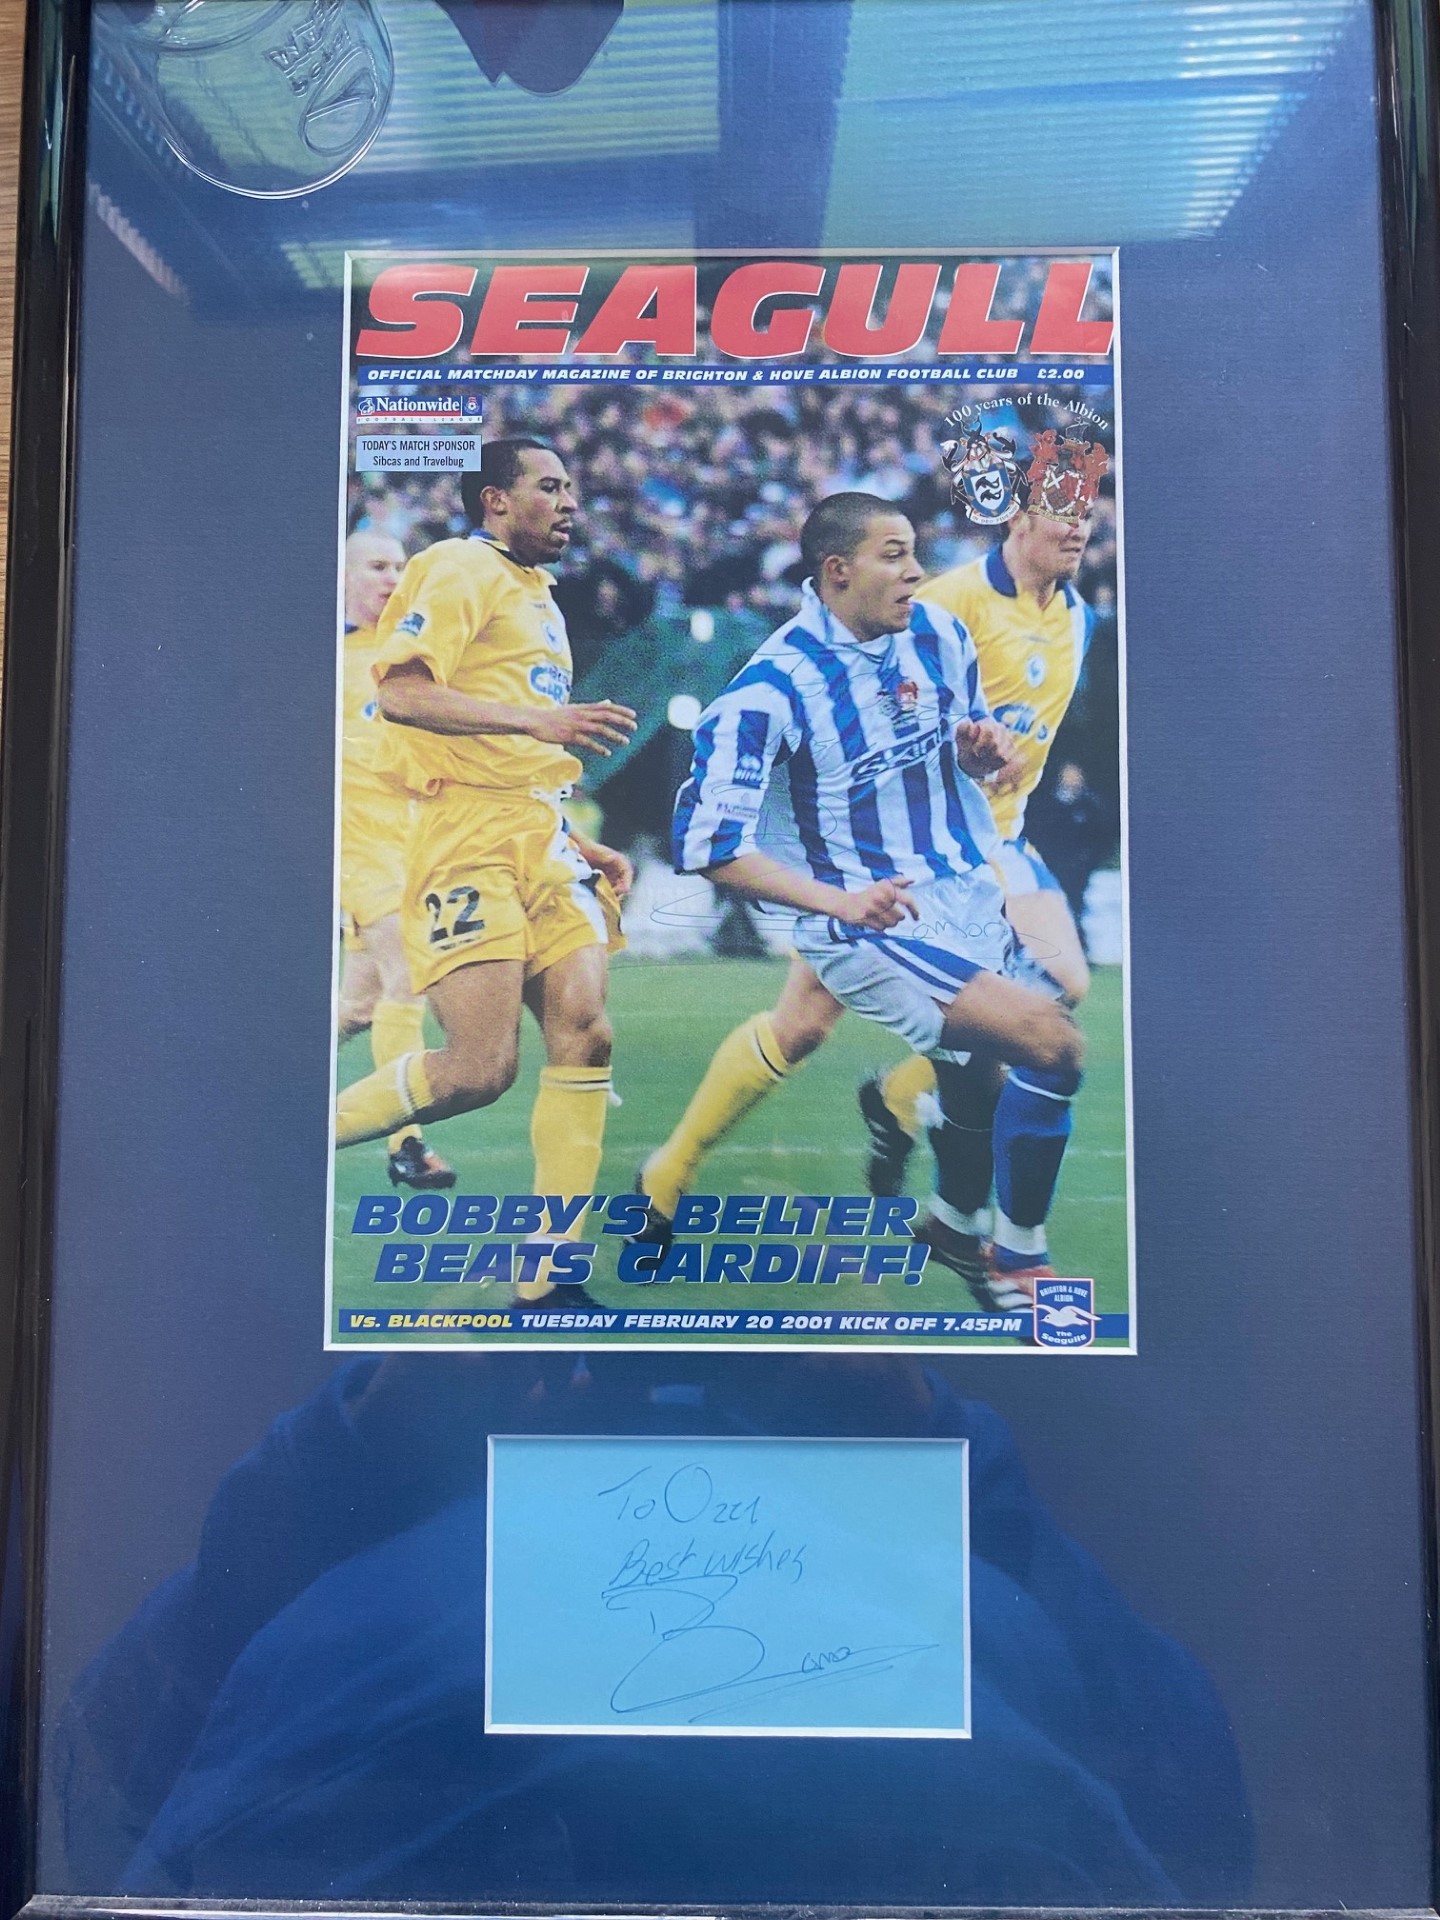 SEAGULL
OFFICIAL MATCHDAY MAGAZINE OF BRIGHTON & HOVE ALBION FOOTBALL CLUB £2.00
Nationwide
FOOTBALL LEAGUE
TODAY'S MATCH SPONSOR
Sibcas and Travelbug
100 years of the Albion
22
BOBBY'S BELTER
BEATS CARDIFF!
BRIGHTON & HOVE
ALBION
The
Seagulls
Vs. BLACKPOOL TUESDAY FEBRUARY 20 2001 KICK OFF 7.45PM
To
Best wishes